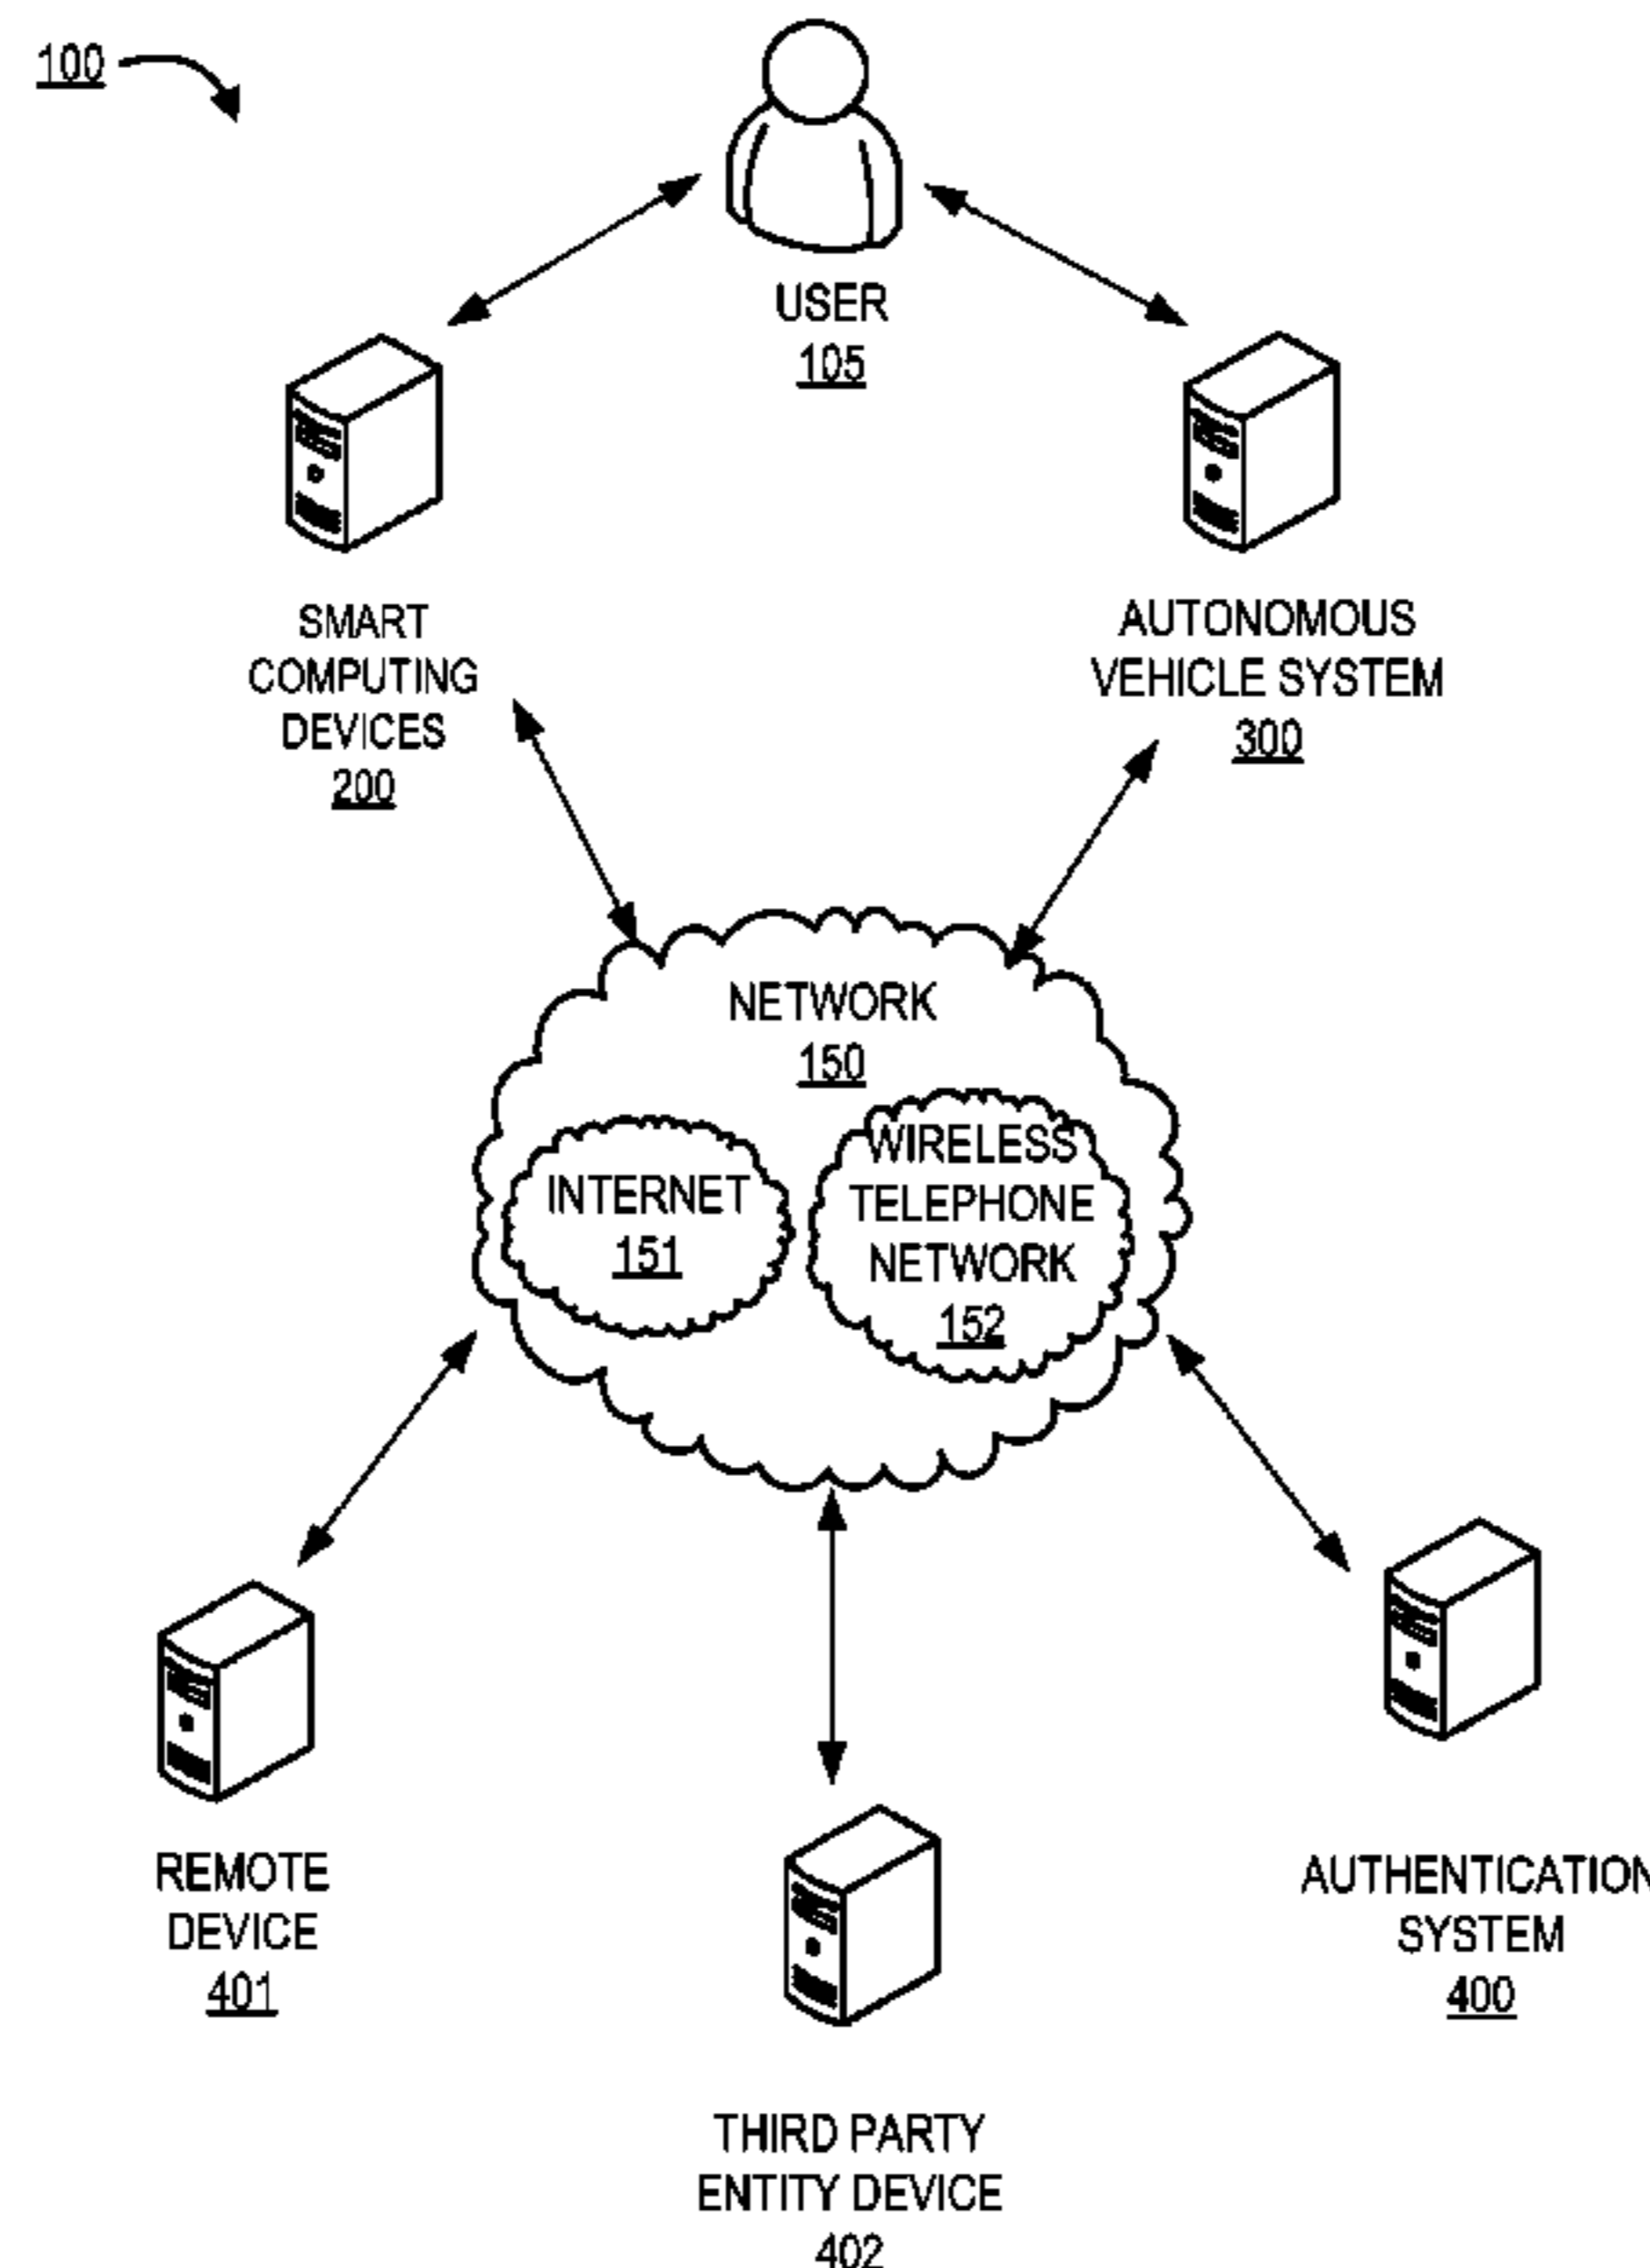 100
USER
105
SMART
COMPUTING
DEVICES
200
AUTONOMOUS
VEHICLE SYSTEM
300
NETWORK
150
INTERNET
151
WIRELESS
TELEPHONE
NETWORK
152
REMOTE
DEVICE
401
AUTHENTICATION
SYSTEM
400
THIRD PARTY
ENTITY DEVICE
402